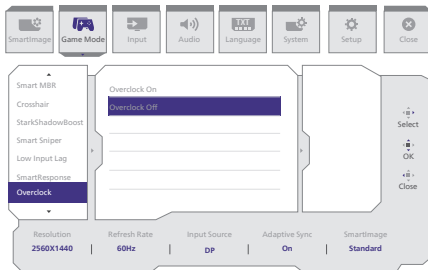 SmartImage
Game Mode
Input
Audio
TXT
Language
System
Setup
Close
Smart MBR
Crosshair
StarkShadowBoost
Smart Sniper
Low Input Lag
SmartResponse
Overclock
Overclock On
Overclock Off
Select
OK
Close
Resolution
Refresh Rate
Input Source
Adaptive Sync
SmartImage
2560X1440 |
60Hz |
DP |
On |
Standard